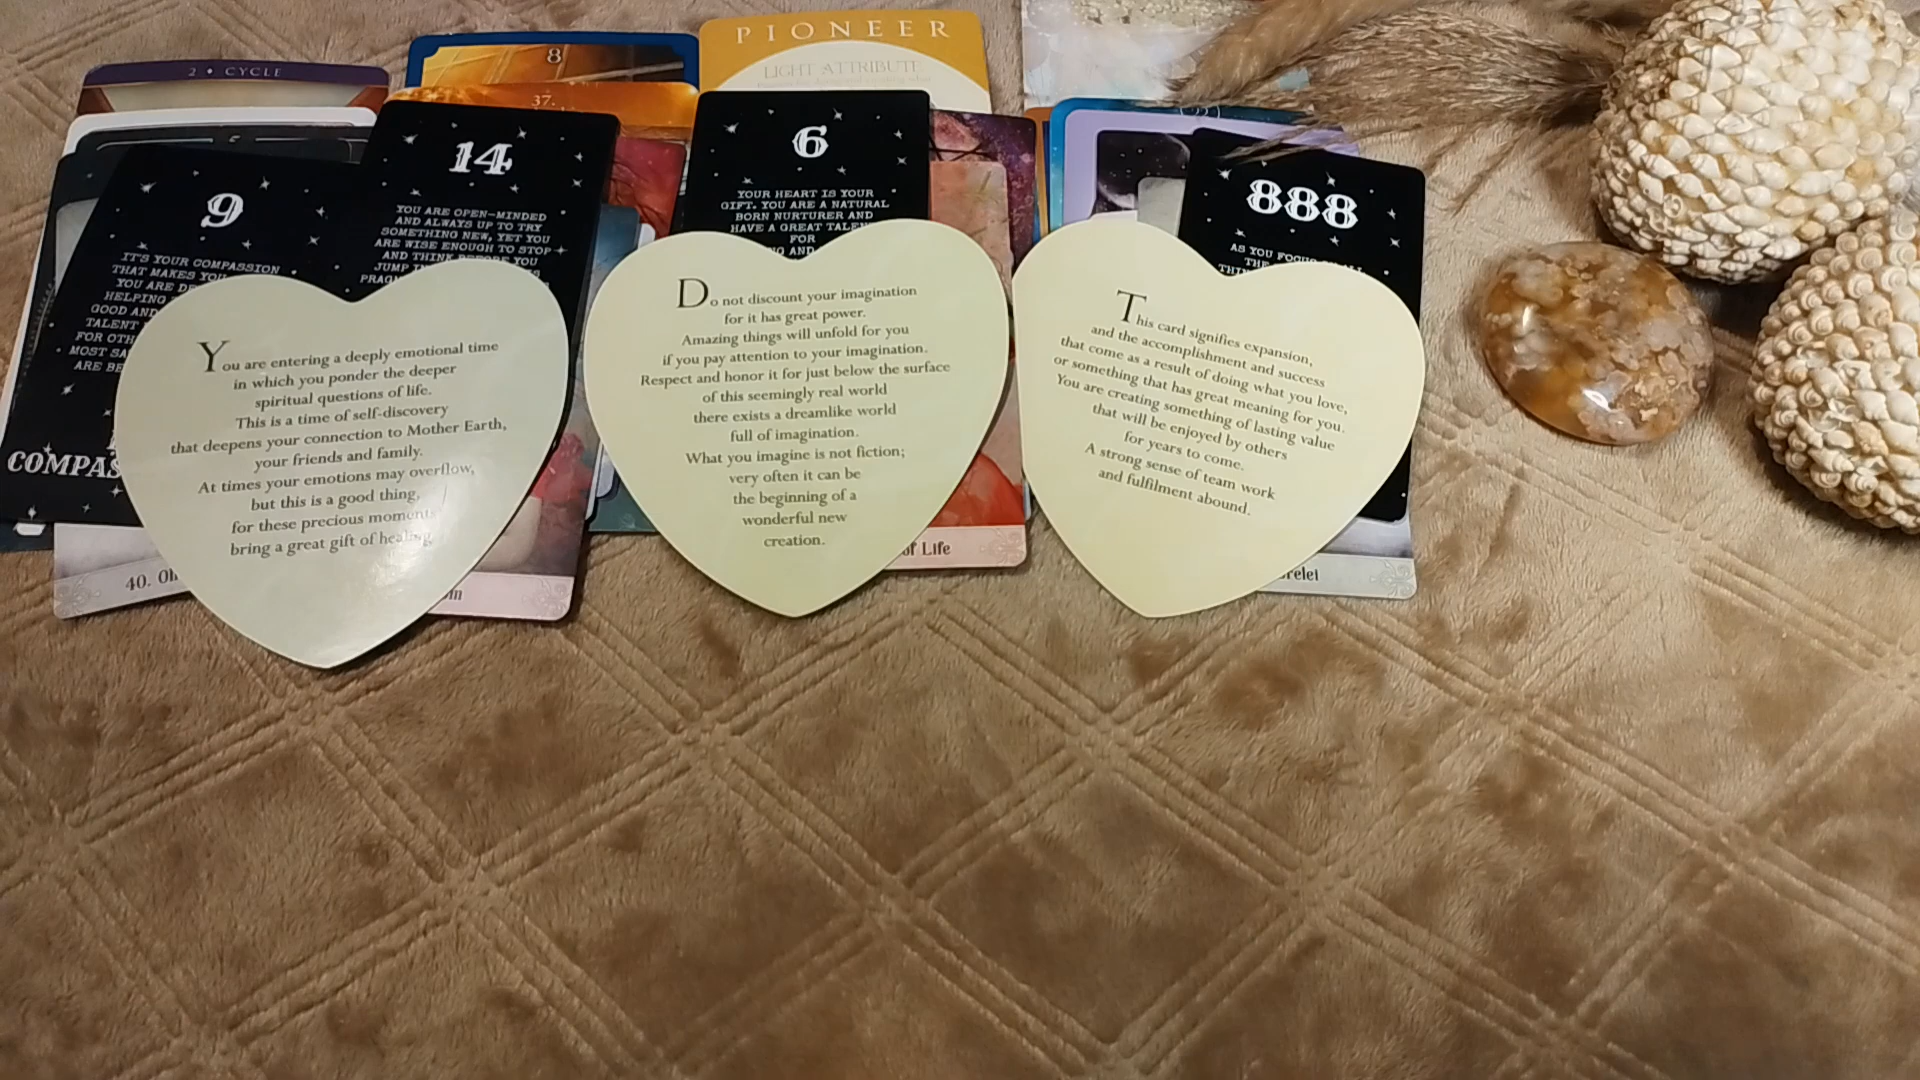 2 • CYCLE
8
37.
PIONEER
LIGHT ATTRIBUTE
9
IT'S YOUR COMPASSION
THAT MAKES YOU
YOU ARE
HELPING
GOOD AND
TALENT
FOR
MOST
ARE
14
YOU ARE OPEN-MINDED
AND ALWAYS UP TO TRY
SOMETHING NEW, YET YOU
ARE WISE ENOUGH TO STOP
AND THINK BEFORE YOU
JUMP
6
YOUR HEART IS YOUR
GIFT. YOU ARE A NATURAL
BORN NURTURER AND
HAVE A GREAT TALENT
FOR
AND
888
AS YOU FOCUS
You are entering a deeply emotional time
in which you ponder the deeper
spiritual questions of life.
This is a time of self-discovery
that deepens your connection to Mother Earth,
your friends and family.
At times your emotions may overflow,
but this is a good thing,
for these precious moments
bring a great gift of healing.
40.
Do not discount your imagination
for it has great power.
Amazing things will unfold for you
if you pay attention to your imagination.
Respect and honor it for just below the surface
of this seemingly real world
there exists a dreamlike world
full of imagination.
What you imagine is not fiction;
very often it can be
the beginning of a
wonderful new
creation.
of Life
This card signifies expansion,
and the accomplishment and success
that come as a result of doing what you love,
or something that has great meaning for you.
You are creating something of lasting value
that will be enjoyed by others
for years to come.
A strong sense of team work
and fulfilment abound.